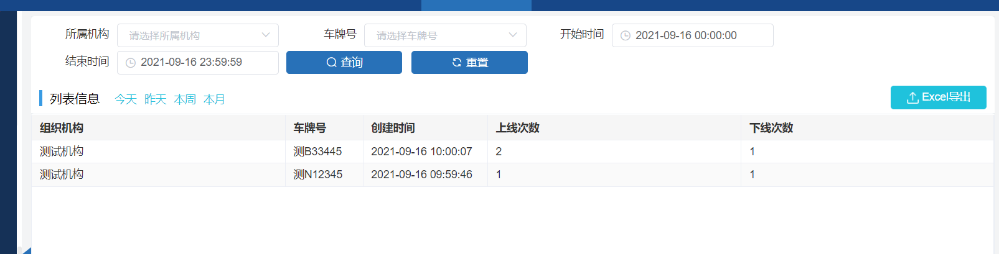 所属机构 请选择所属机构 车牌号 请选择车牌号 开始时间 2021-09-16 00:00:00
结束时间 2021-09-16 23:59:59 查询 重置
列表信息 今天 昨天 本周 本月 Excel导出
组织机构 车牌号 创建时间 上线次数 下线次数
测试机构 测B33445 2021-09-16 10:00:07 2 1
测试机构 测N12345 2021-09-16 09:59:46 1 1